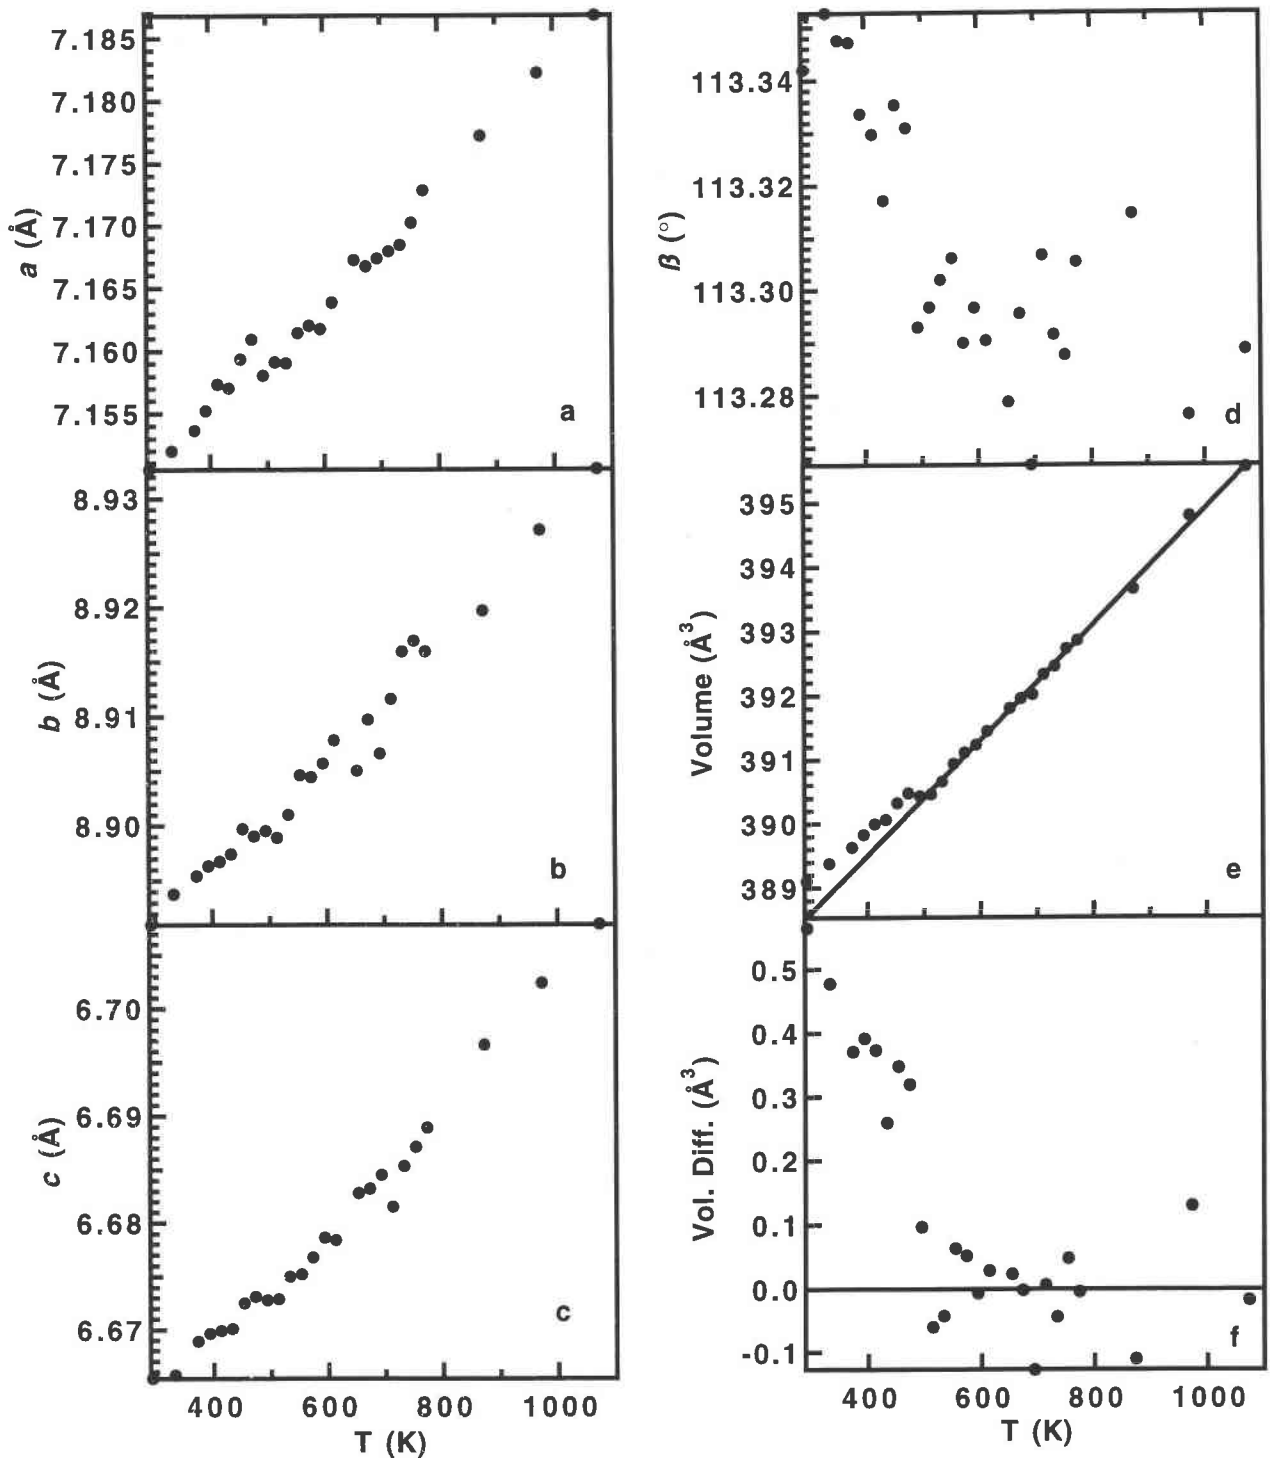 7.185
7.180
7.175
7.170
7.165
7.160
7.155
a (Å)
a
8.93
8.92
8.91
8.90
b (Å)
b
6.70
6.69
6.68
6.67
c (Å)
c
400 600 800 1000
T (K)
113.34
113.32
113.30
113.28
β (°)
d
395
394
393
392
391
390
389
Volume (Å³)
e
0.5
0.4
0.3
0.2
0.1
0.0
-0.1
Vol. Diff. (Å³)
f
400 600 800 1000
T (K)